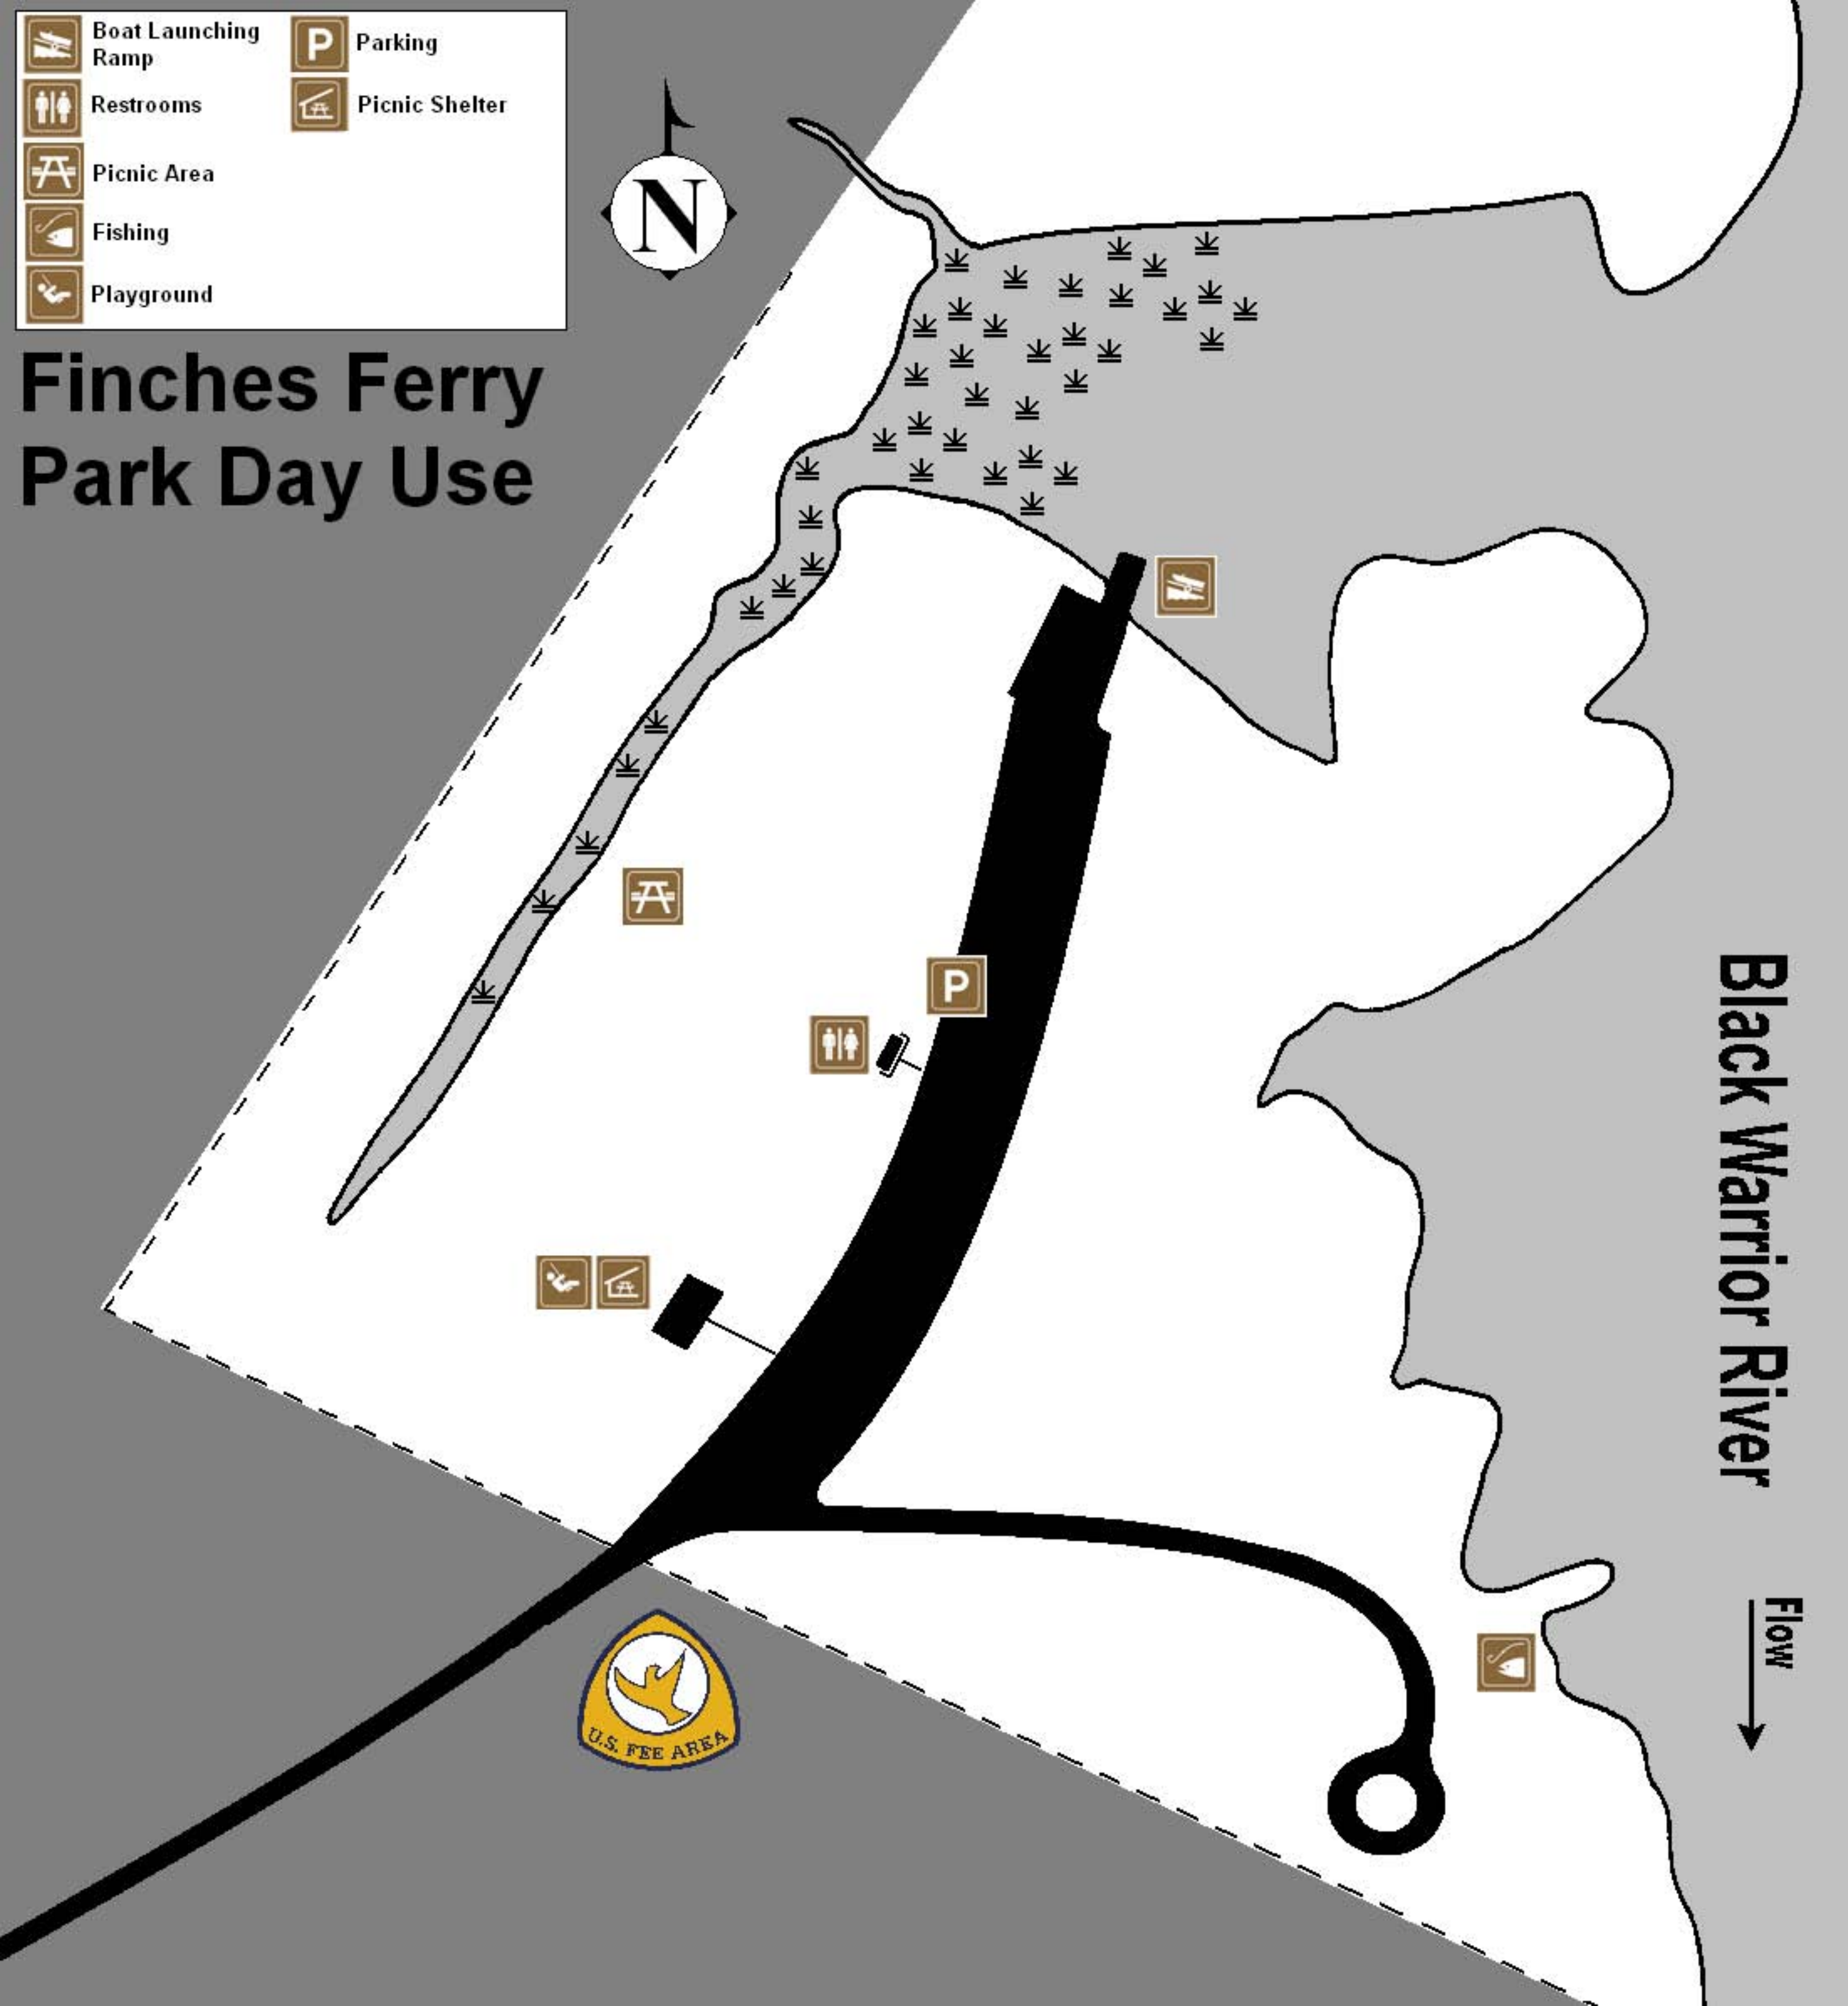 Boat Launching
Ramp
P
Parking
Restrooms
Picnic Shelter
Picnic Area
Fishing
Playground
N
Finches Ferry
Park Day Use
P
Black Warrior River
Flow
U.S. FEE AREA